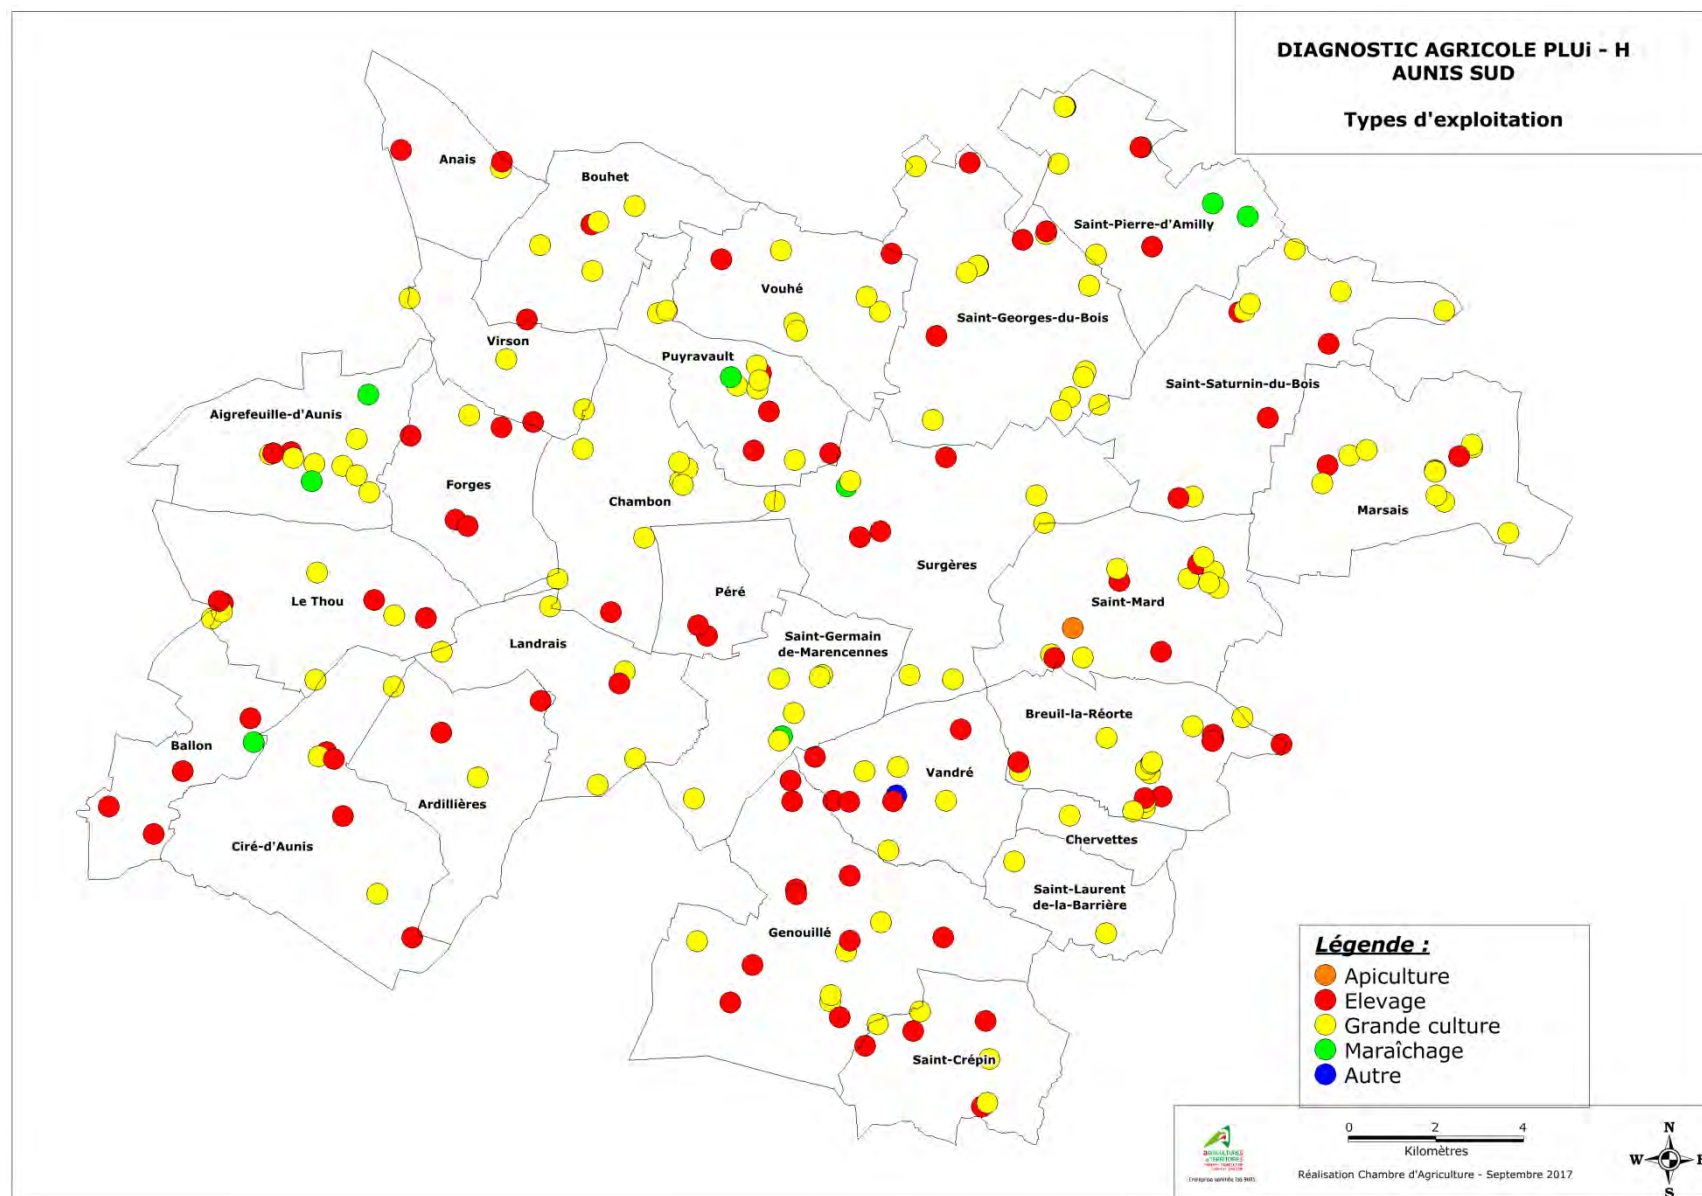 DIAGNOSTIC AGRICOLE PLUi - H
AUNIS SUD
Types d'exploitation
Anais
Bouhet
Saint-Pierre-d'Amilly
Vouhé
Saint-Georges-du-Bois
Virson
Puyravault
Saint-Saturnin-du-Bois
Aigrefeuille-d'Aunis
Forges
Chambon
Marsais
Surgères
Péré
Le Thou
Saint-Mard
Landrais
Saint-Germain
de-Marencennes
Breuil-la-Réorte
Ballon
Vandré
Ardillières
Chervettes
Ciré-d'Aunis
Saint-Laurent
de-la-Barrière
Genouillé
Saint-Crépin
Légende :
Apiculture
Elevage
Grande culture
Maraîchage
Autre
0 2 4
Kilomètres
Réalisation Chambre d'Agriculture - Septembre 2017
AGRICULTURES
& TERRITOIRES
N
W E
S